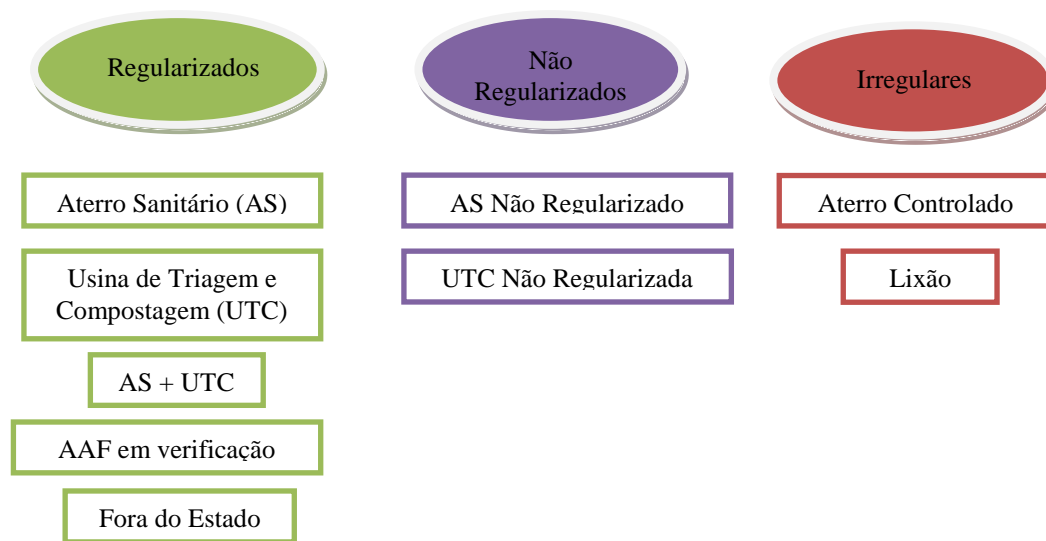 Regularizados
Aterro Sanitário (AS)
Usina de Triagem e
Compostagem (UTC)
AS + UTC
AAF em verificação
Fora do Estado
Não
Regularizados
AS Não Regularizado
UTC Não Regularizada
Irregulares
Aterro Controlado
Lixão